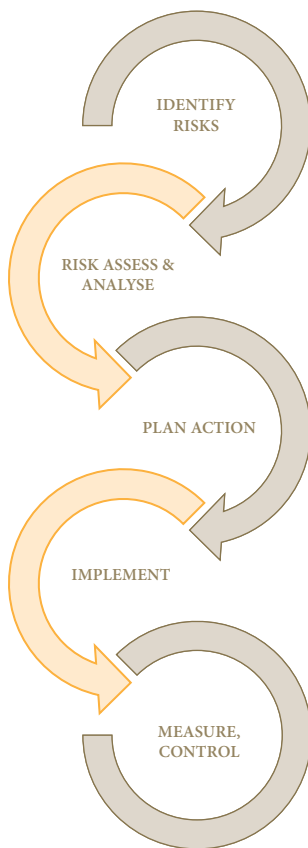 IDENTIFY
RISKS
RISK ASSESS &
ANALYSE
PLAN ACTION
IMPLEMENT
MEASURE,
CONTROL